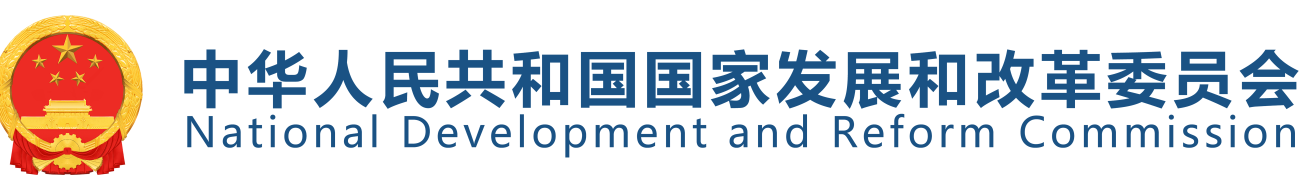 中华人民共和国国家发展和改革委员会
National Development and Reform Commission